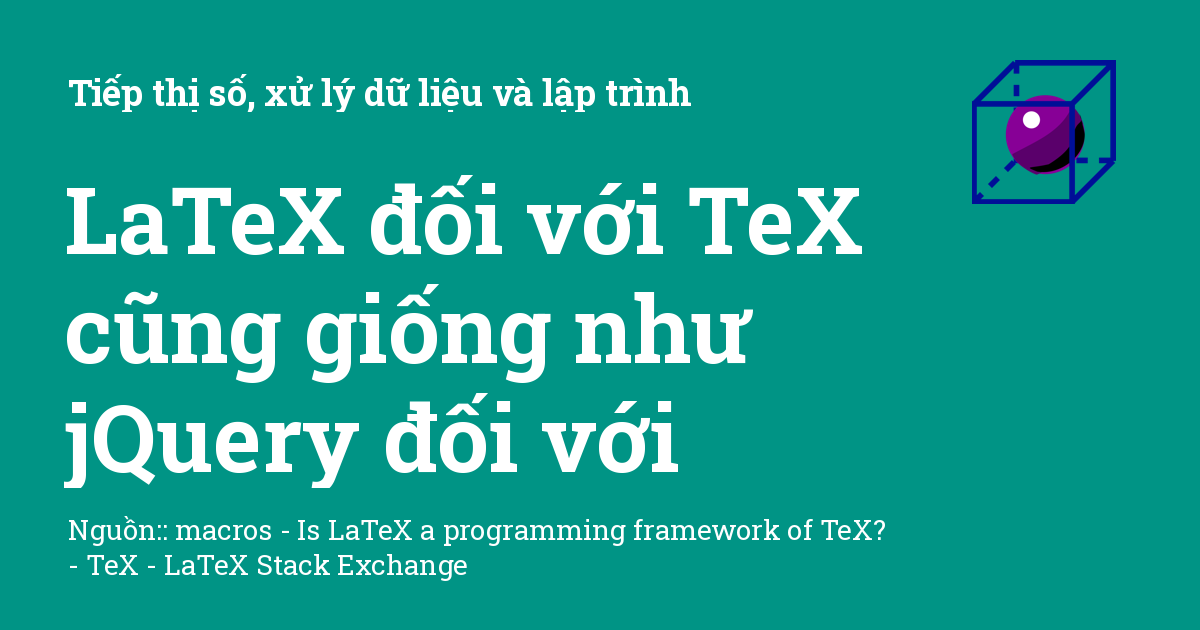 Tiếp thị số, xử lý dữ liệu và lập trình
LaTeX đối với TeX
cũng giống như
jQuery đối với
Nguồn:: macros - Is LaTeX a programming framework of TeX?
- TeX - LaTeX Stack Exchange